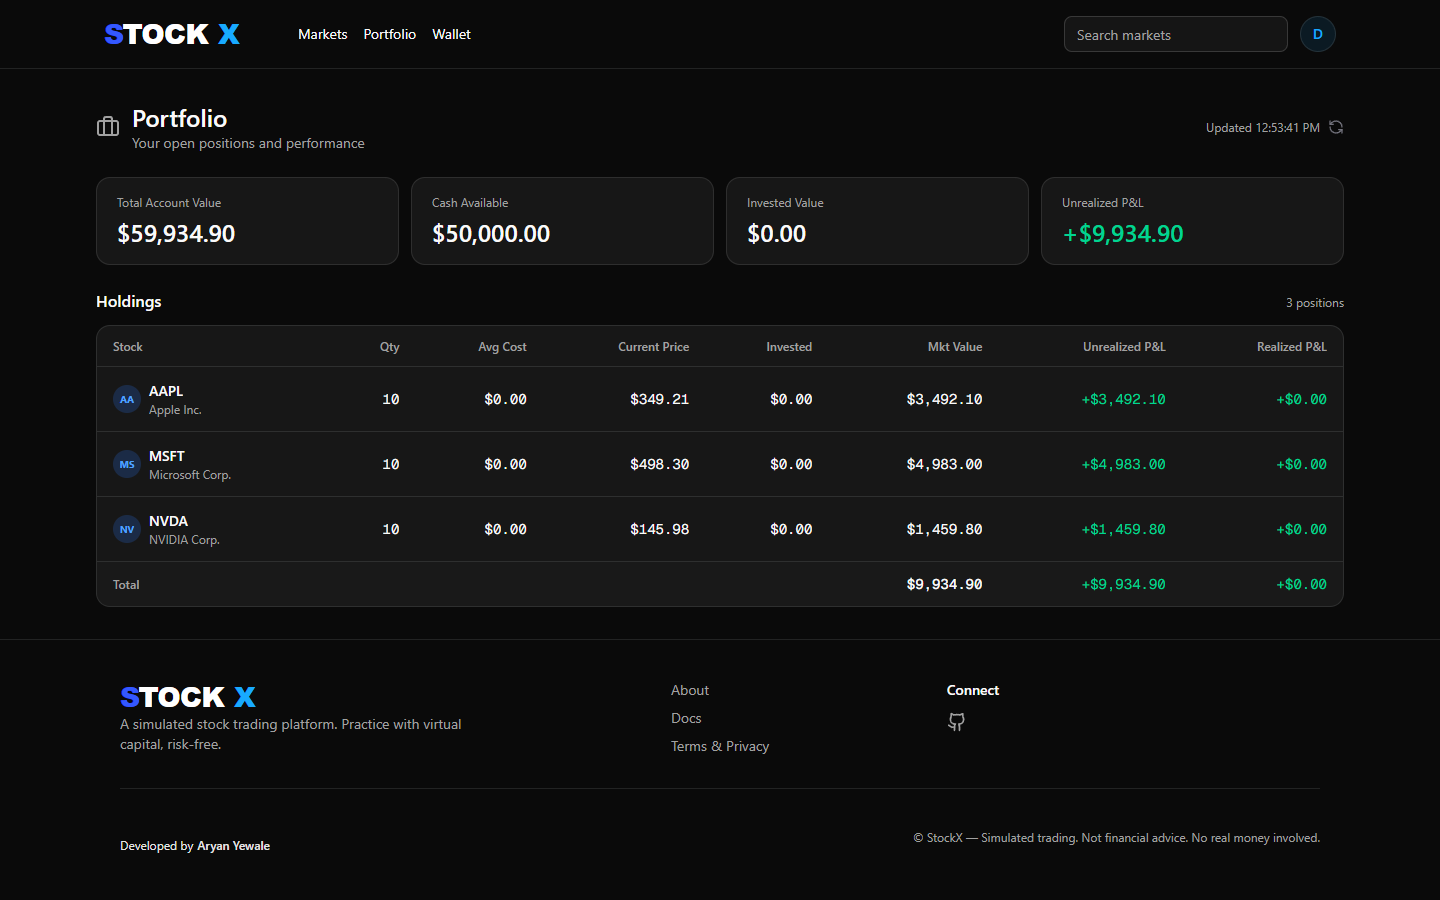 STOCK X Markets Portfolio Wallet Search markets D
Portfolio
Your open positions and performance
Updated 12:53:41 PM
Total Account Value Cash Available Invested Value Unrealized P&L
$59,934.90 $50,000.00 $0.00 +$9,934.90
Holdings 3 positions
Stock Qty Avg Cost Current Price Invested Mkt Value Unrealized P&L Realized P&L
AA AAPL 10 $0.00 $349.21 $0.00 $3,492.10 +$3,492.10 +$0.00
Apple Inc.
MS MSFT 10 $0.00 $498.30 $0.00 $4,983.00 +$4,983.00 +$0.00
Microsoft Corp.
NV NVDA 10 $0.00 $145.98 $0.00 $1,459.80 +$1,459.80 +$0.00
NVIDIA Corp.
Total $9,934.90 +$9,934.90 +$0.00
STOCK X
A simulated stock trading platform. Practice with virtual
capital, risk-free.
About
Docs
Terms & Privacy
Connect
Developed by Aryan Yewale
© StockX — Simulated trading. Not financial advice. No real money involved.